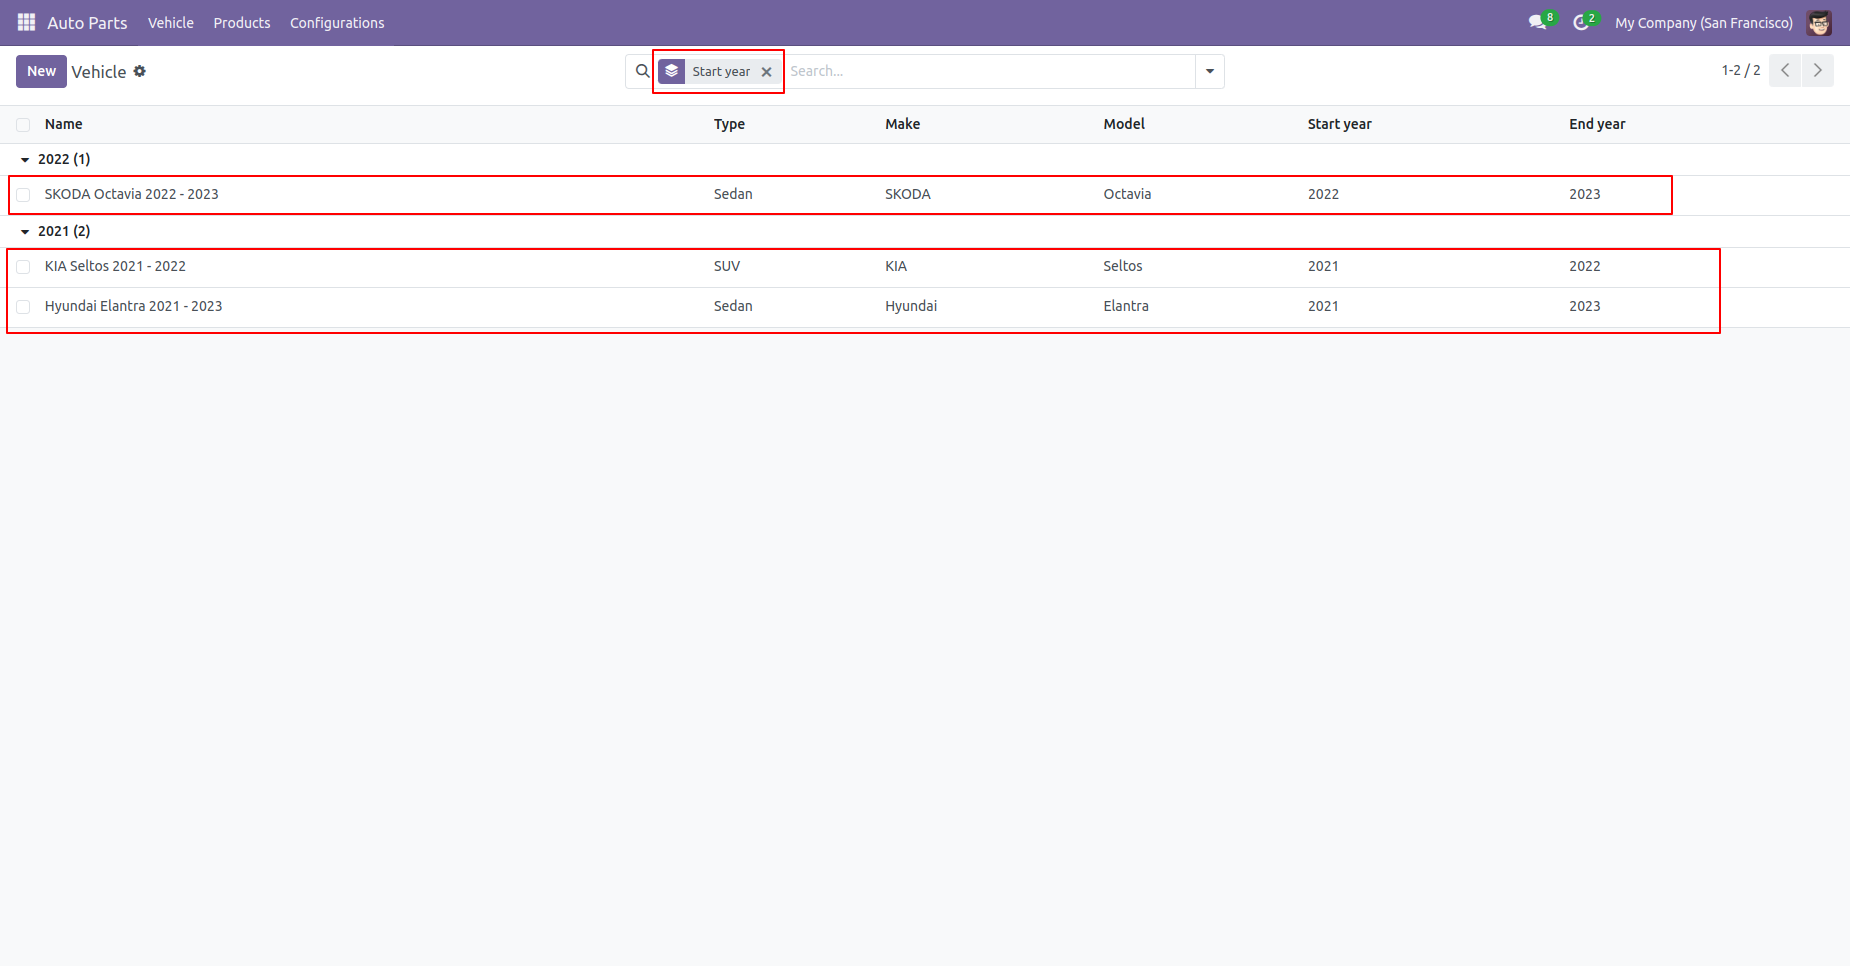 Auto Parts Vehicle Products Configurations 8 2 My Company (San Francisco)
New Vehicle Start year Search... 1-2 / 2
Name Type Make Model Start year End year
2022 (1)
SKODA Octavia 2022 - 2023 Sedan SKODA Octavia 2022 2023
2021 (2)
KIA Seltos 2021 - 2022 SUV KIA Seltos 2021 2022
Hyundai Elantra 2021 - 2023 Sedan Hyundai Elantra 2021 2023